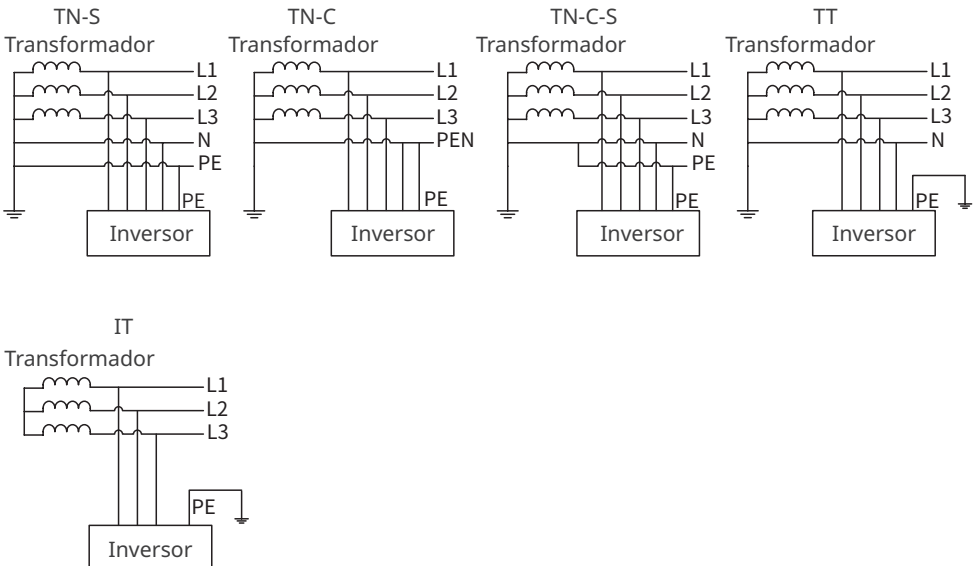 TN-S
Transformador
L1
L2
L3
N
PE
PE
Inversor
TN-C
Transformador
L1
L2
L3
PEN
PE
Inversor
TN-C-S
Transformador
L1
L2
L3
N
PE
PE
Inversor
TT
Transformador
L1
L2
L3
N
PE
Inversor
IT
Transformador
L1
L2
L3
PE
Inversor